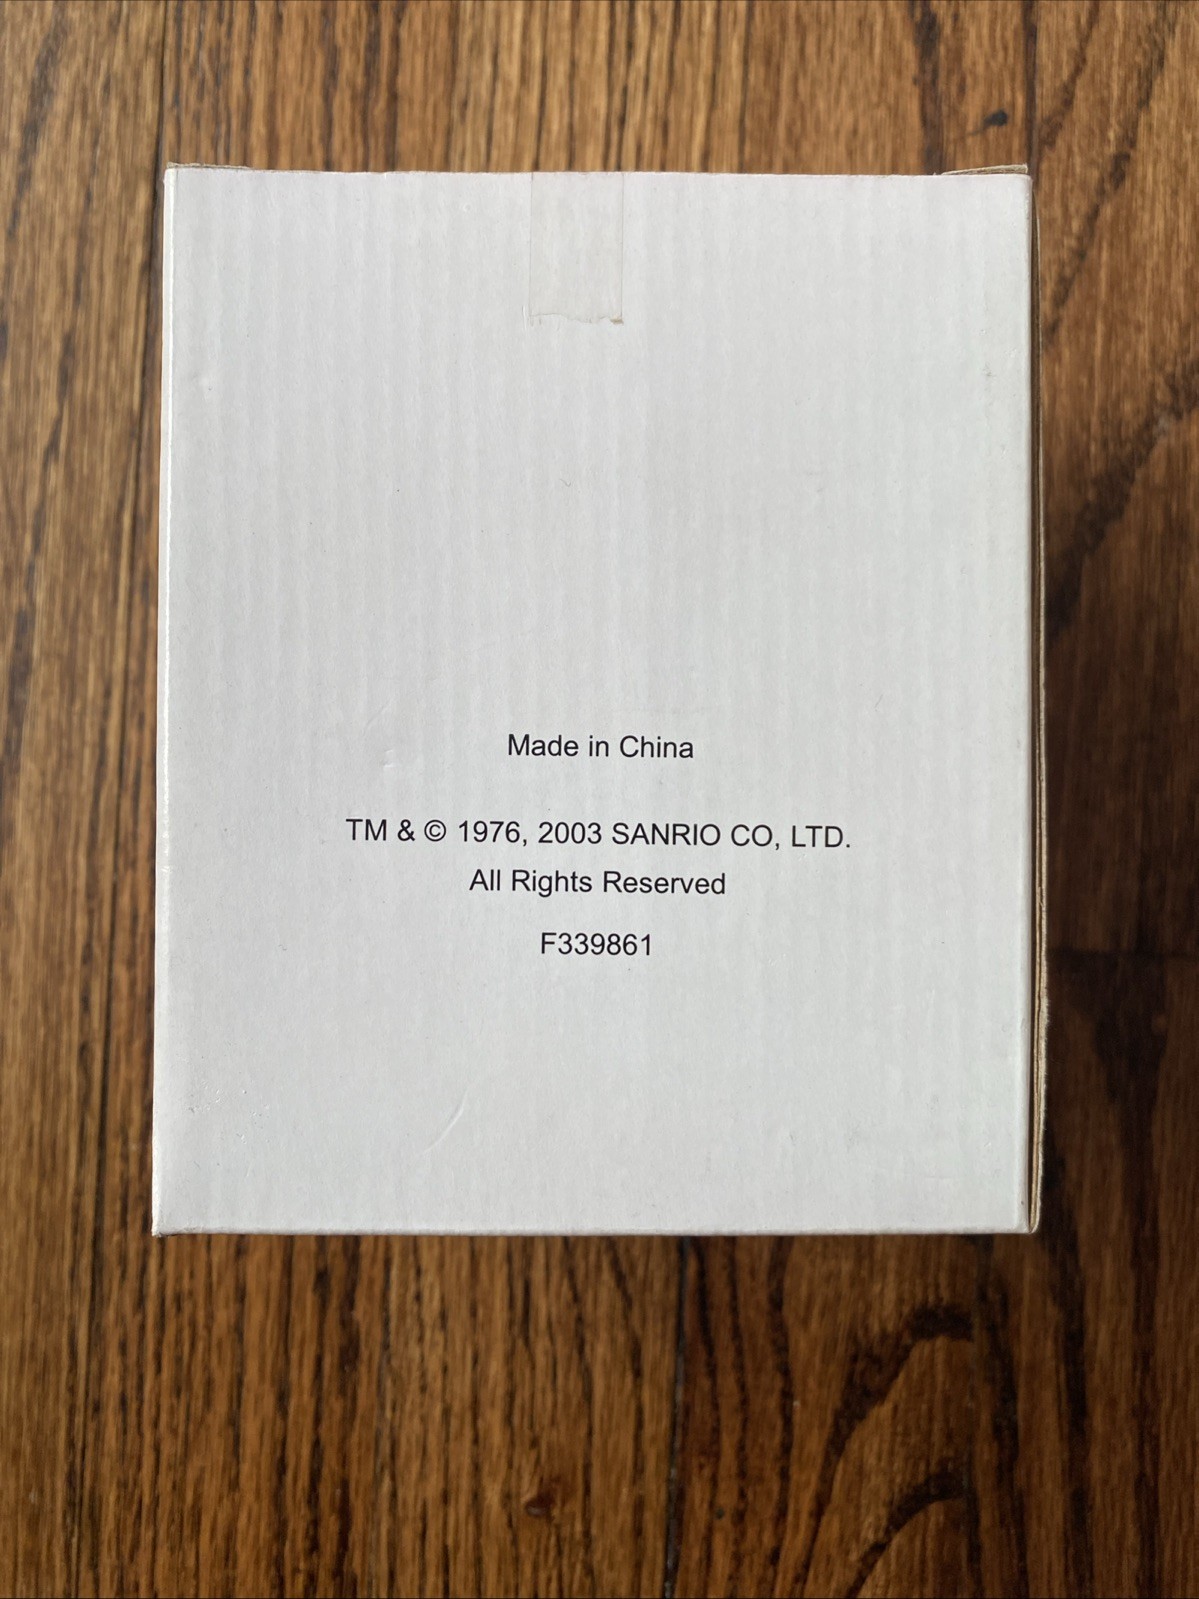 Made in China
TM & © 1976, 2003 SANRIO CO, LTD.
All Rights Reserved
F339861